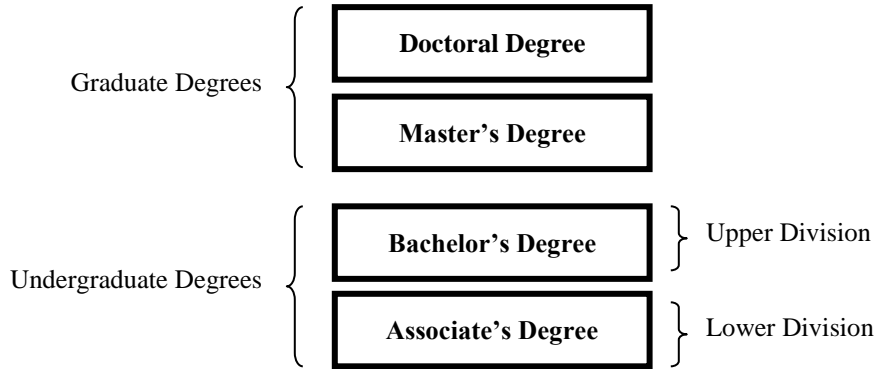 Doctoral Degree
Graduate Degrees
Master’s Degree
Bachelor’s Degree
Upper Division
Undergraduate Degrees
Associate’s Degree
Lower Division